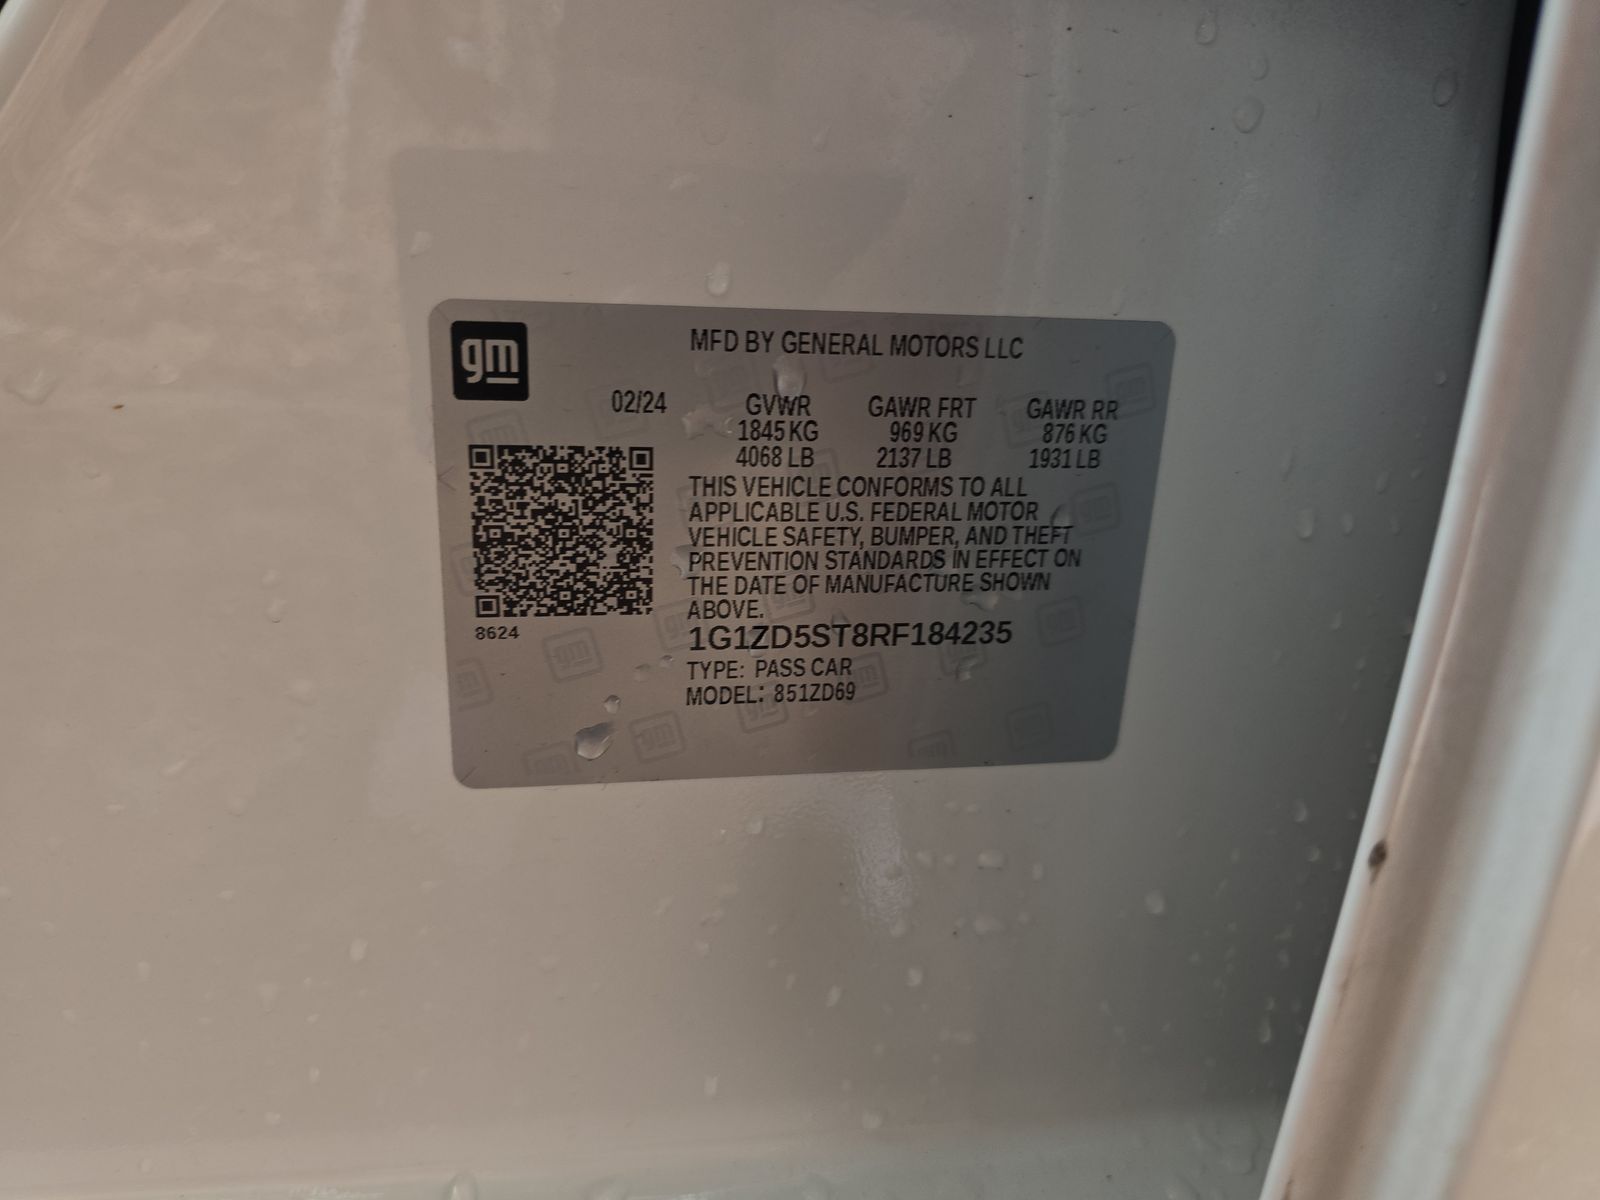 gm
MFD BY GENERAL MOTORS LLC
02/24 GVWR GAWR FRT GAWR RR
1845 KG 969 KG 876 KG
4068 LB 2137 LB 1931 LB
THIS VEHICLE CONFORMS TO ALL
APPLICABLE U.S. FEDERAL MOTOR
VEHICLE SAFETY, BUMPER, AND THEFT
PREVENTION STANDARDS IN EFFECT ON
THE DATE OF MANUFACTURE SHOWN
ABOVE.
8624
1G1ZD5ST8RF184235
TYPE: PASS CAR
MODEL: 851ZD69